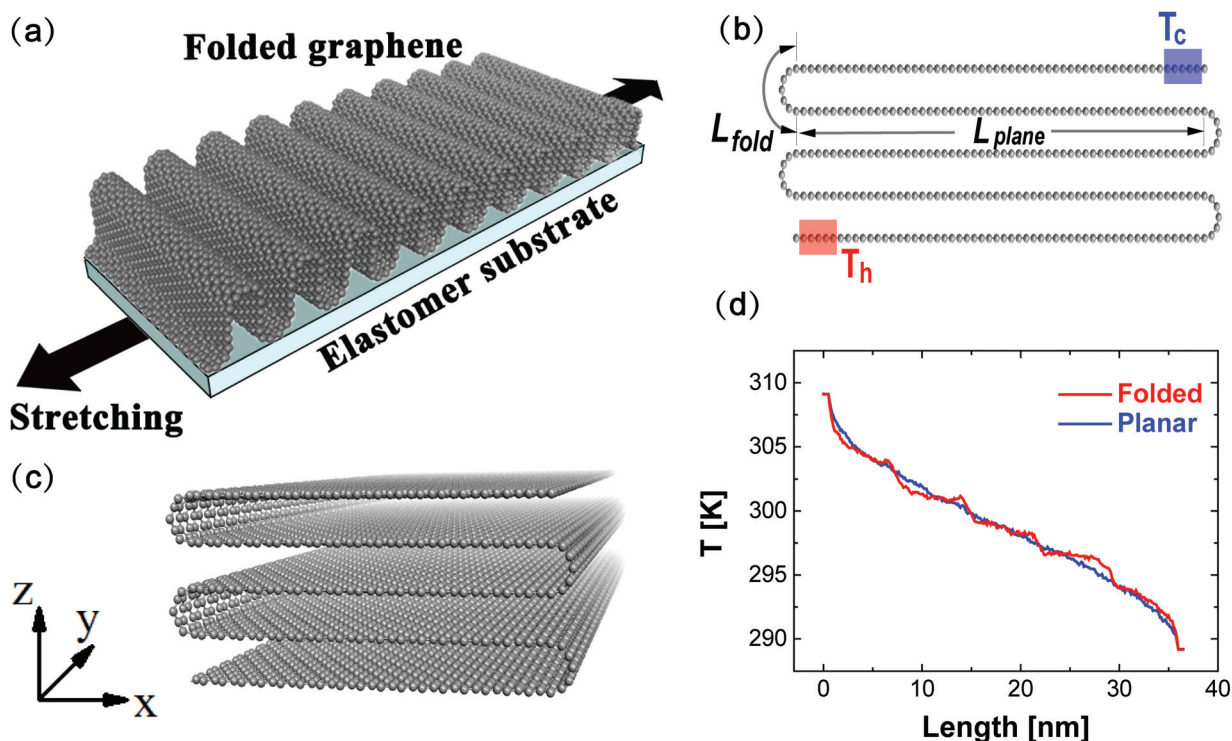 (a)
Folded graphene
Elastomer substrate
Stretching
(b)
Tc
Lfold
Lplane
Th
(c)
z
y
x
(d)
T [K]
310
305
300
295
290
Folded
Planar
0
10
20
30
40
Length [nm]